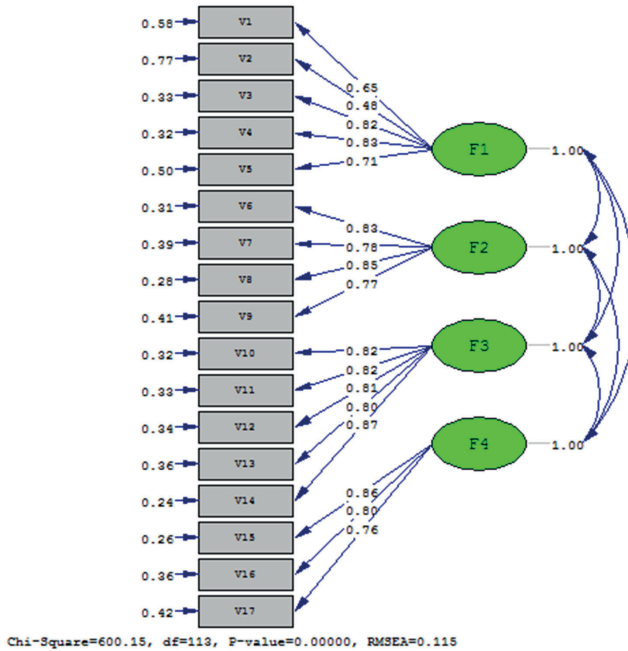 0.58 V1
0.77 V2
0.65
0.33 V3
0.48
0.82
0.32 V4
0.83
F1 1.00
0.50 V5
0.71
0.31 V6
0.83
0.39 V7
0.78
F2 1.00
0.28 V8
0.85
0.77
0.41 V9
0.32 V10
0.82
F3 1.00
0.82
0.33 V11
0.81
0.80
0.34 V12
0.87
F4 1.00
0.36 V13
0.24 V14
0.86
0.80
0.26 V15
0.76
0.36 V16
0.42 V17
Chi-Square=600.15, df=113, P-value=0.00000, RMSEA=0.115